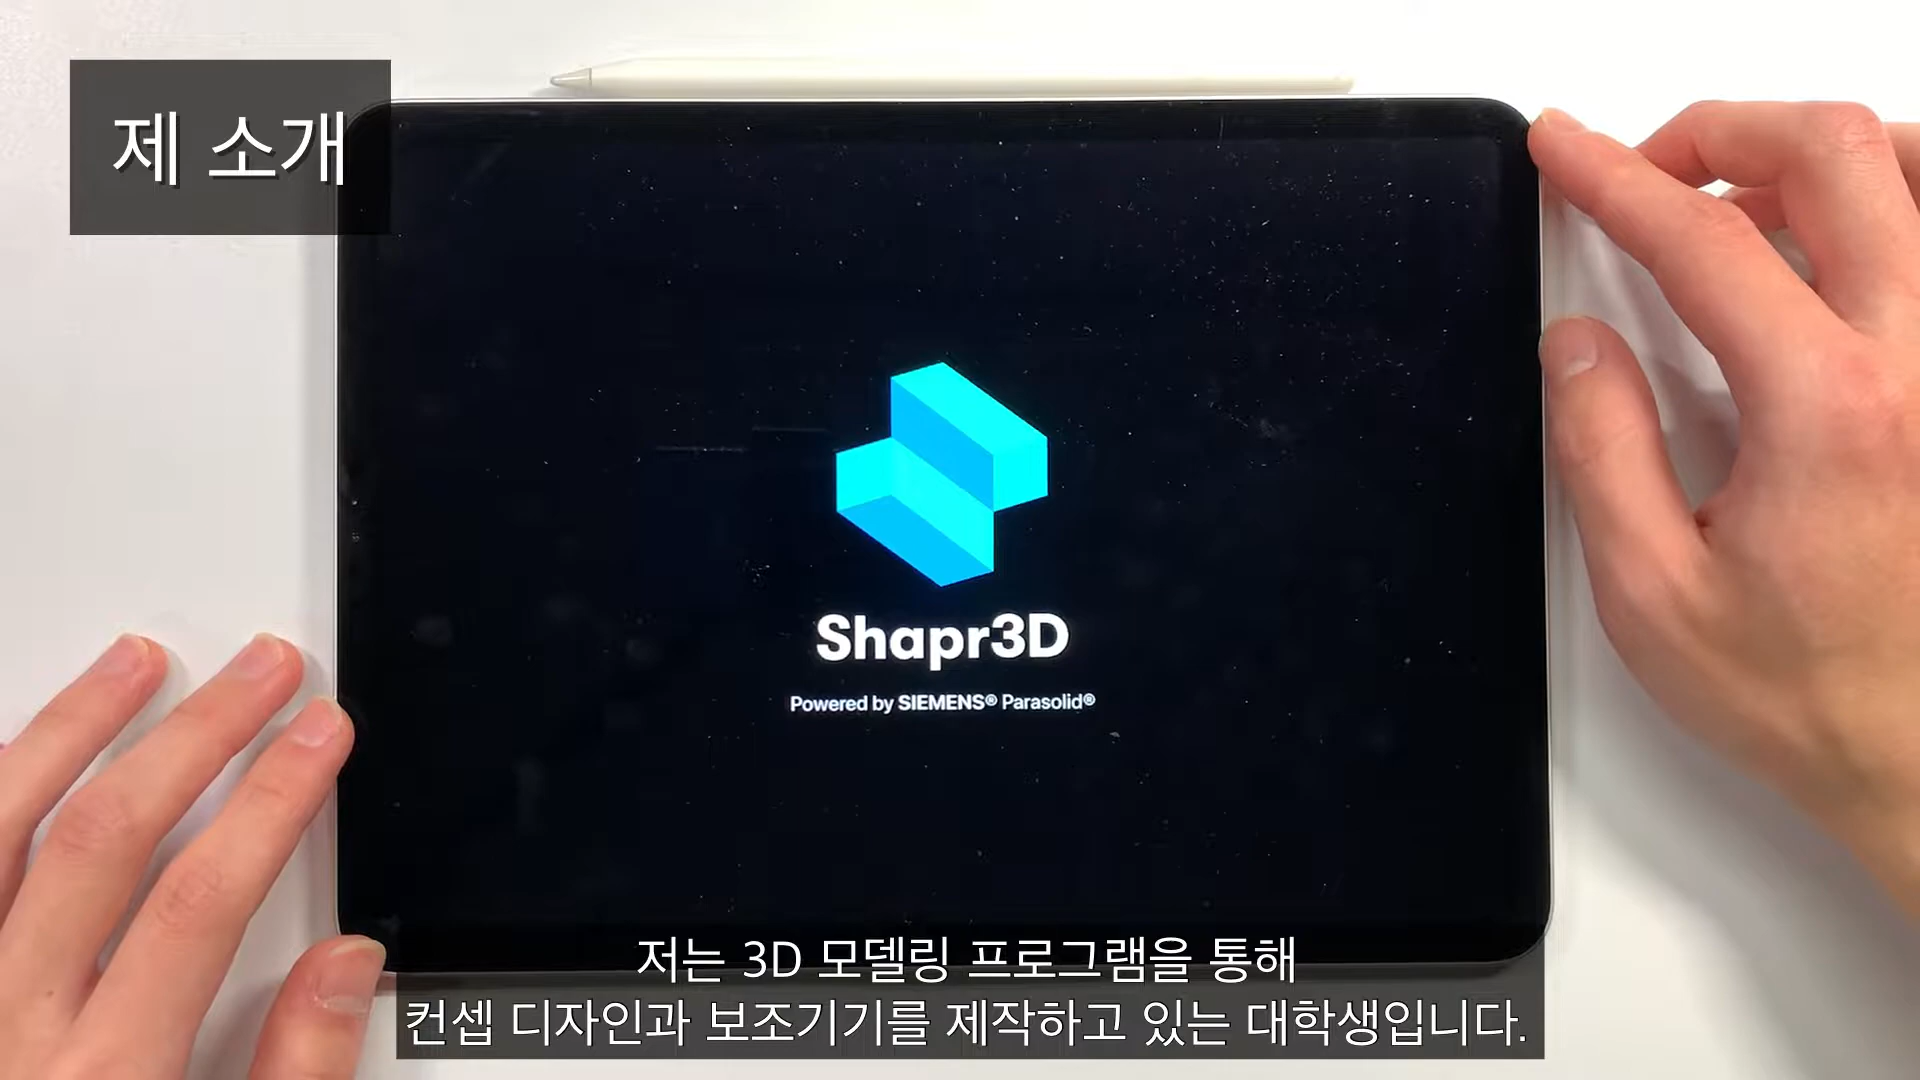 제 소개
Shapr3D
Powered by SIEMENS® Parasolid®
저는 3D 모델링 프로그램을 통해
컨셉 디자인과 보조기기를 제작하고 있는 대학생입니다.